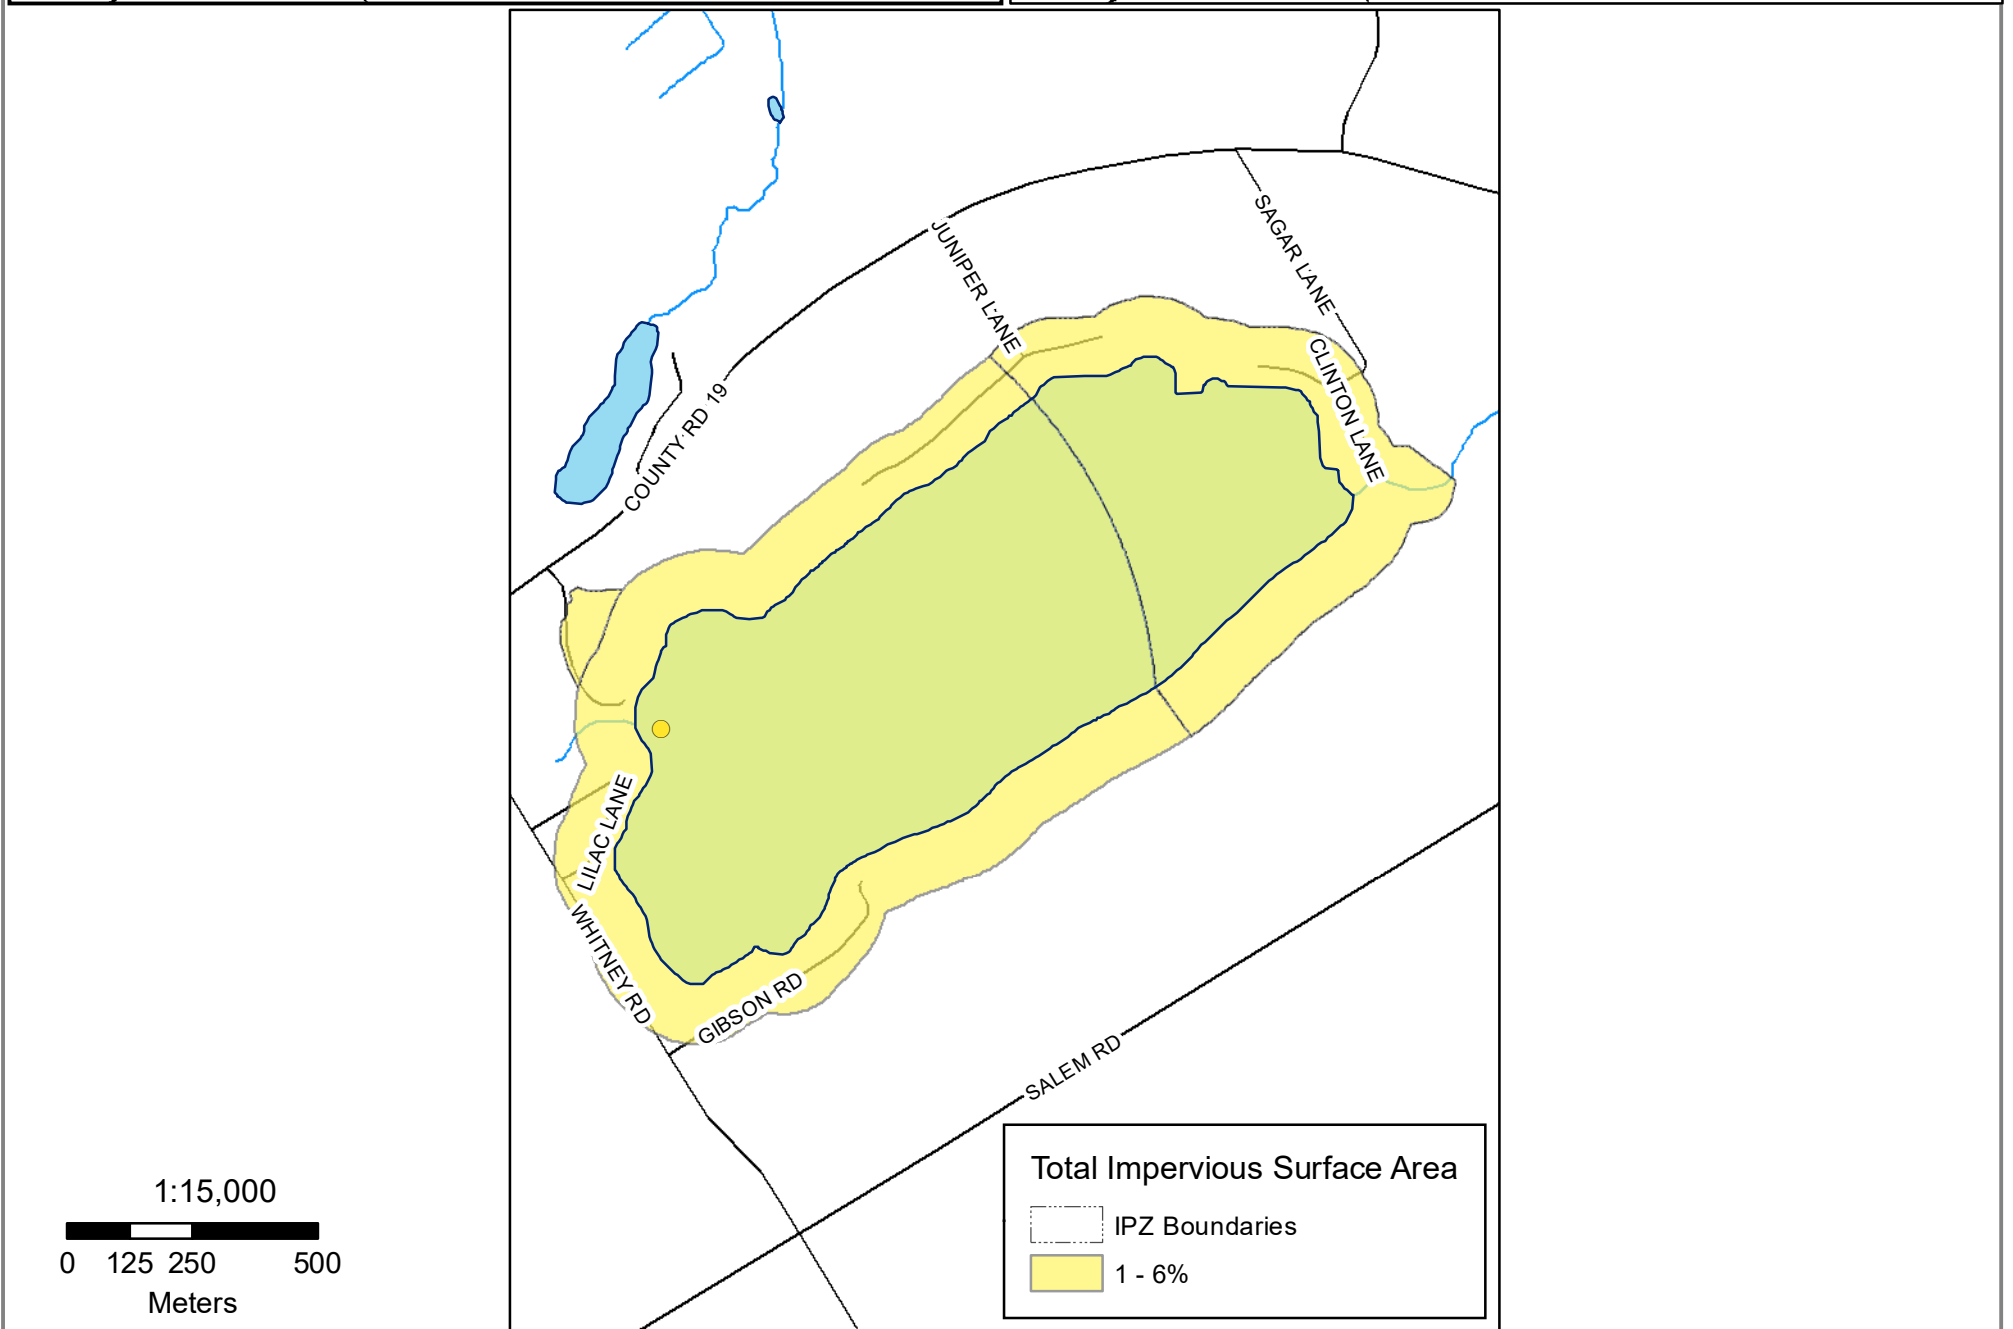 SAGAR LANE
JUNIPER LANE
CLINTON LANE
COUNTY RD 19
LILAC LANE
WHITNEY RD
GIBSON RD
SALEM RD
1:15,000
0 125 250 500
Meters
Total Impervious Surface Area
IPZ Boundaries
1 - 6%